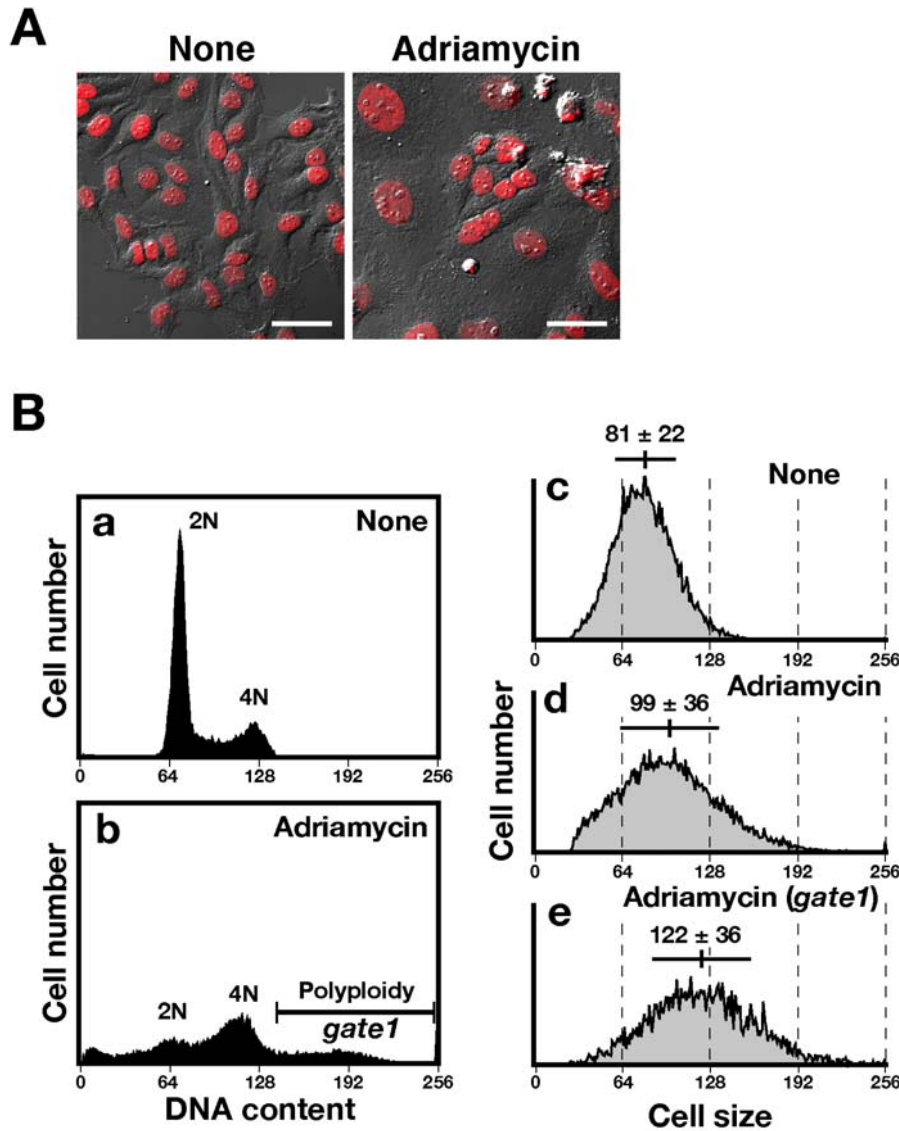 A
None Adriamycin
B
a None
2N
4N
Cell number
0 64 128 192 256
b Adriamycin
2N 4N Polyploidy
gate1
Cell number
0 64 128 192 256
DNA content
81 ± 22
c None
0 64 128 192 256
d Adriamycin
99 ± 36
Cell number
0 64 128 192 256
e Adriamycin (gate1)
122 ± 36
0 64 128 192 256
Cell size